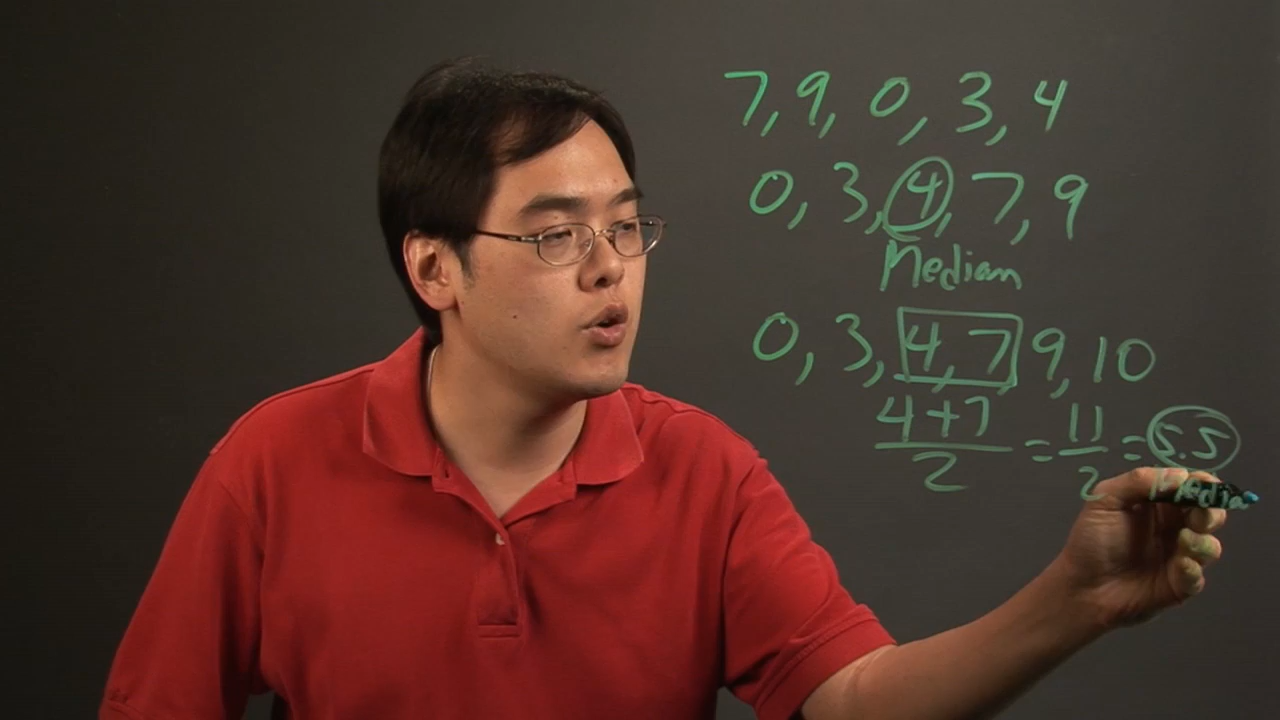 7, 9, 0, 3, 4
0, 3, 4, 7, 9
Median
0, 3, 4, 7, 9, 10
4+7
2
= 11
2
= 5.5